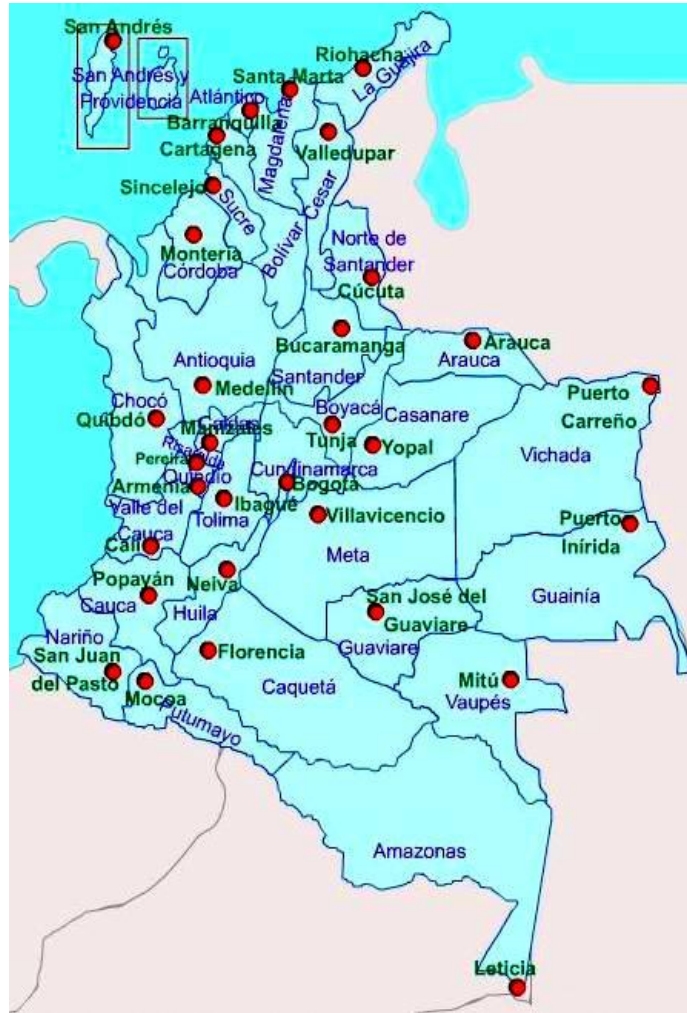 San Andrés
San Andrés y
Providencia
Riohacha
La Guajira
Santa Marta
Atlántico
Barranquilla
Cartagena
Magdalena
Valledupar
Sincelejo
Sucre
Bolívar
Cesar
Montería
Córdoba
Norte de
Santander
Cúcuta
Bucaramanga
Santander
Arauca
Arauca
Antioquia
Medellín
Chocó
Quibdó
Boyacá
Tunja
Casanare
Yopal
Puerto
Carreño
Vichada
Caldas
Manizales
Risaralda
Pereira
Quindío
Armenia
Cundinamarca
Bogotá
Ibagué
Tolima
Valle del
Cauca
Cali
Villavicencio
Meta
Puerto
Inírida
Guainía
Popayán
Cauca
Neiva
Huila
San José del
Guaviare
Guaviare
Nariño
San Juan
del Pasto
Mocoa
Putumayo
Florencia
Caquetá
Mitú
Vaupés
Amazonas
Leticia